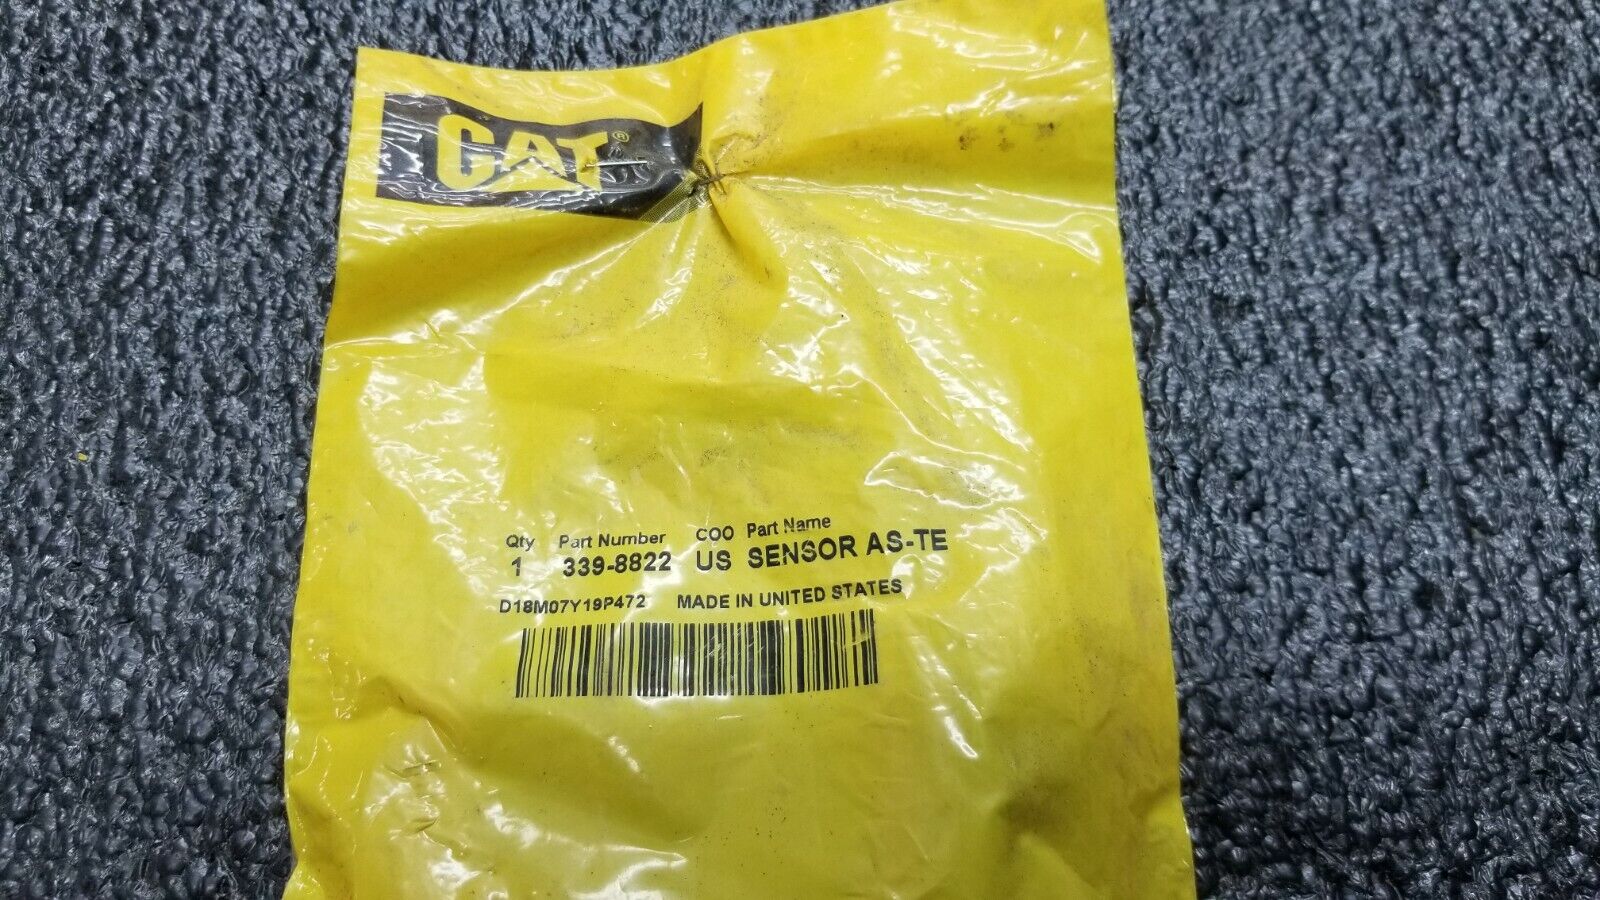 CAT®
Qty Part Number COO Part Name
1 339-8822 US SENSOR AS-TE
D18M07Y19P472 MADE IN UNITED STATES